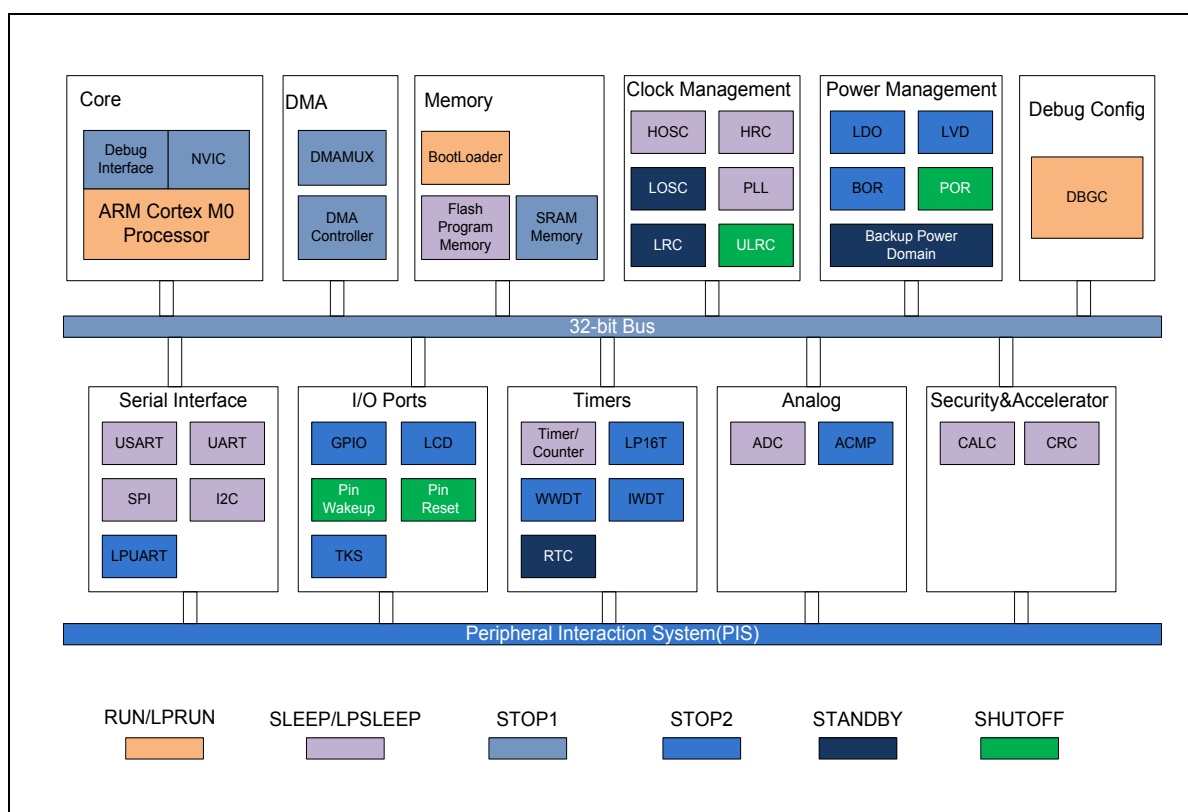 Core
Debug
Interface
NVIC
ARM Cortex M0
Processor
DMA
DMAMUX
DMA
Controller
Memory
BootLoader
Flash
Program
Memory
SRAM
Memory
Clock Management
HOSC
HRC
LOSC
PLL
LRC
ULRC
Power Management
LDO
LVD
BOR
POR
Backup Power
Domain
Debug Config
DBGC
32-bit Bus
Serial Interface
USART
UART
SPI
I2C
LPUART
I/O Ports
GPIO
LCD
Pin
Wakeup
Pin
Reset
TKS
Timers
Timer/
Counter
LP16T
WWDT
IWDT
RTC
Analog
ADC
ACMP
Security&Accelerator
CALC
CRC
Peripheral Interaction System(PIS)
RUN/LPRUN
SLEEP/LPSLEEP
STOP1
STOP2
STANDBY
SHUTOFF